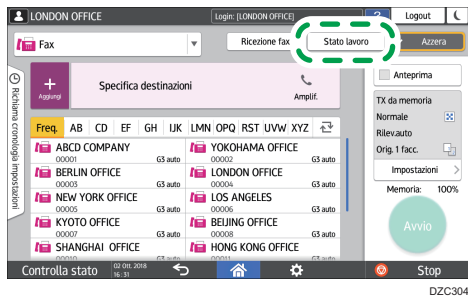 LONDON OFFICE
Login: [LONDON OFFICE]
?
Logout
Fax
Ricezione fax
Stato lavoro
Azzera
Richiama cronologia Impostazioni
+
Aggiungi
Specifica destinazioni
Amplif.
Anteprima
TX da memoria
Normale
Rilev.auto
Orig. 1 facc.
Impostazioni >
Memoria: 100%
Avvio
Freq. AB CD EF GH IJK LMN OPQ RST UVW XYZ
ABCD COMPANY
00001 G3 auto
YOKOHAMA OFFICE
00002 G3 auto
BERLIN OFFICE
00003 G3 auto
LONDON OFFICE
00004 G3 auto
NEW YORK OFFICE
00005 G3 auto
LOS ANGELES
00006 G3 auto
KYOTO OFFICE
00007 G3 auto
BEIJING OFFICE
00008 G3 auto
SHANGHAI OFFICE
HONG KONG OFFICE
Controlla stato
02 Ott. 2018
16:31
Stop
DZC304